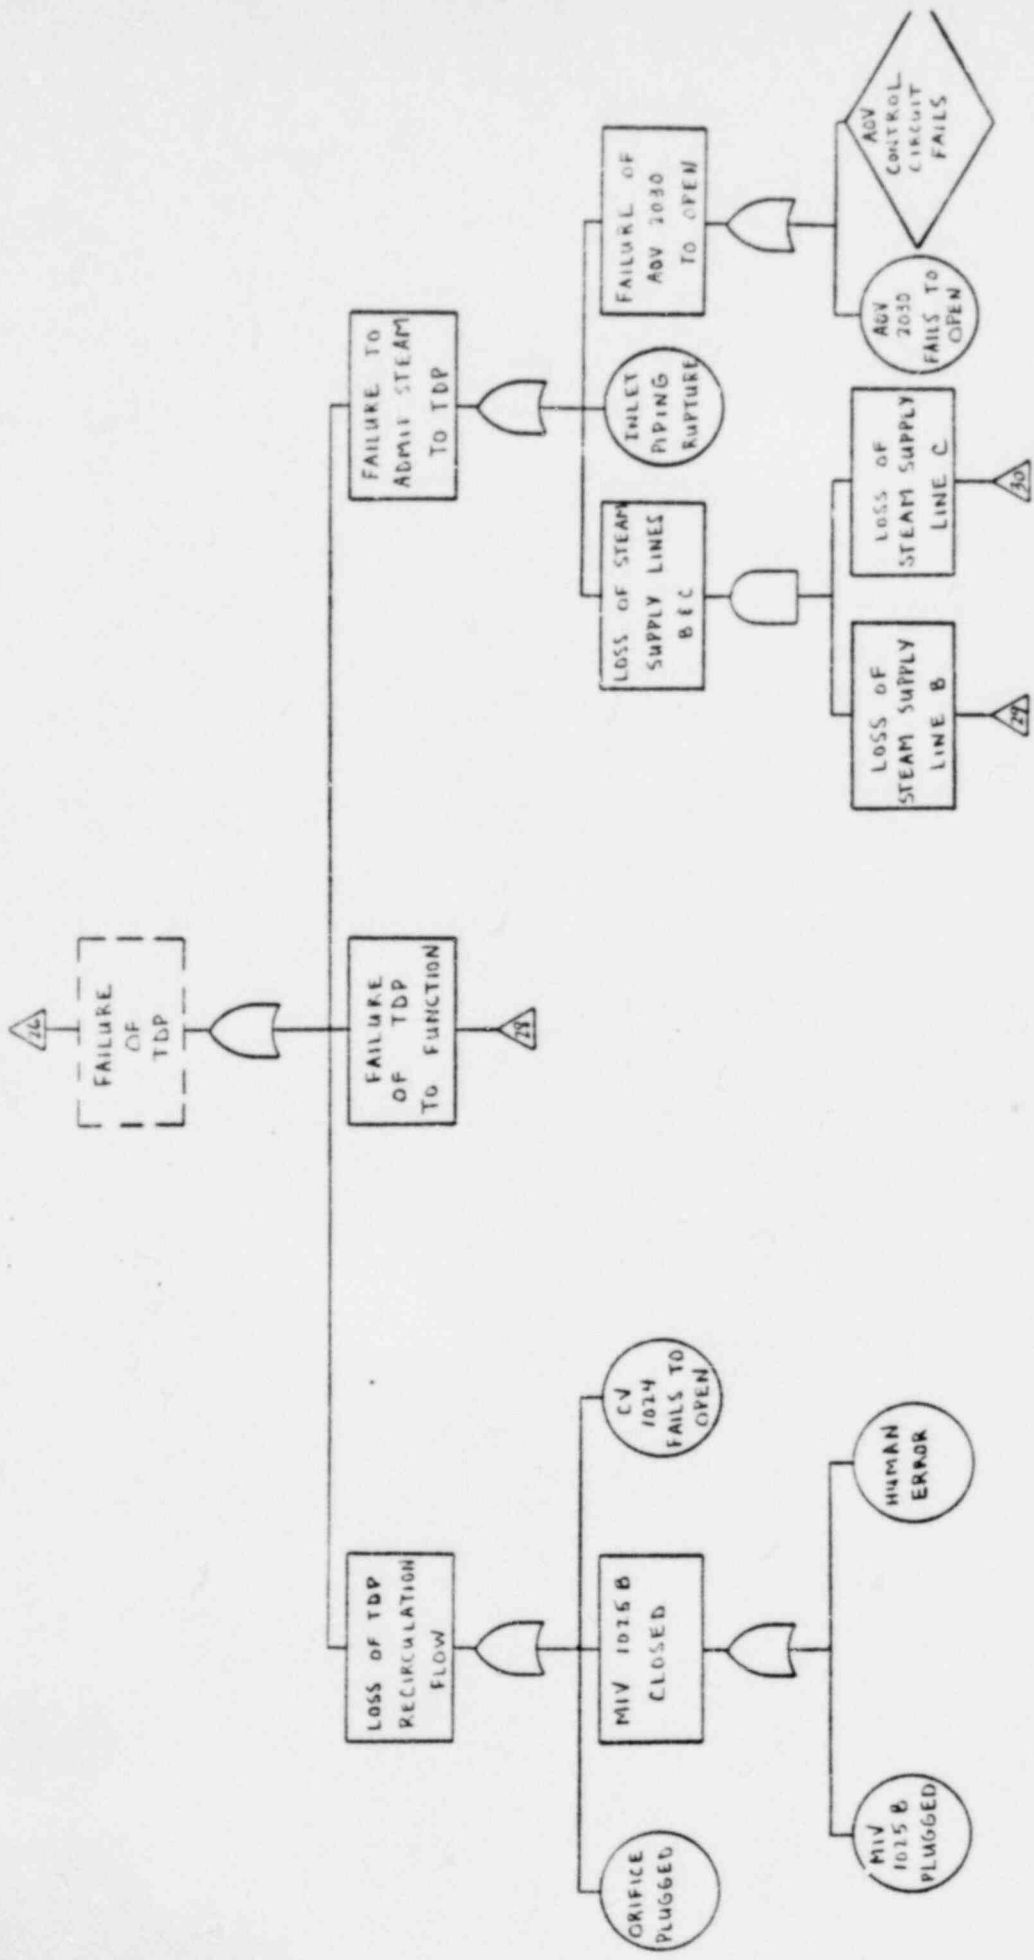 26
FAILURE
OF
TDP
LOSS OF TDP
RECIRCULATION
FLOW
FAILURE
OF TDP
TO FUNCTION
28
FAILURE TO
ADMIT STEAM
TO TDP
ORIFICE
PLUGGED
MIV 1025 B
CLOSED
CV
1024
FAILS TO
OPEN
LOSS OF STEAM
SUPPLY LINES
B & C
INLET
PIPING
RUPTURE
FAILURE OF
AOV 2030
TO OPEN
MIV
1025 B
PLUGGED
HUMAN
ERROR
LOSS OF
STEAM SUPPLY
LINE B
29
LOSS OF
STEAM SUPPLY
LINE C
30
AOV
2030
FAILS TO
OPEN
AOV
CONTROL
CIRCUIT
FAILS